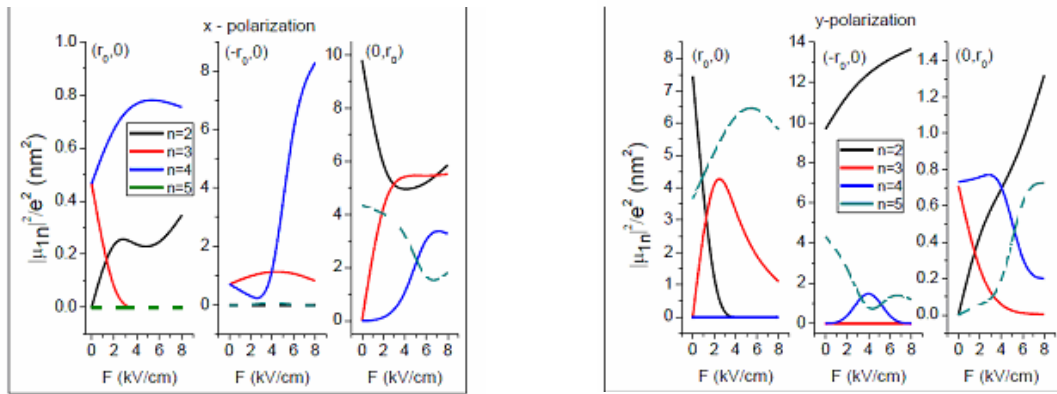 x - polarization
(r₀,0)
(-r₀,0)
(0,r₀)
|μ₁ₙ|²/e² (nm²)
1.0
0.8
0.6
0.4
0.2
0.0
n=2
n=3
n=4
n=5
8
6
4
2
0
10
8
6
4
2
0
0 2 4 6 8
0 2 4 6 8
0 2 4 6 8
F (kV/cm)
F (kV/cm)
F (kV/cm)
y-polarization
(r₀,0)
(-r₀,0)
(0,r₀)
|μ₁ₙ|²/e² (nm²)
8
7
6
5
4
3
2
1
0
14
12
10
8
6
4
2
0
n=2
n=3
n=4
n=5
1.4
1.2
1.0
0.8
0.6
0.4
0.2
0.0
0 2 4 6 8
0 2 4 6 8
0 2 4 6 8
F (kV/cm)
F (kV/cm)
F (kV/cm)